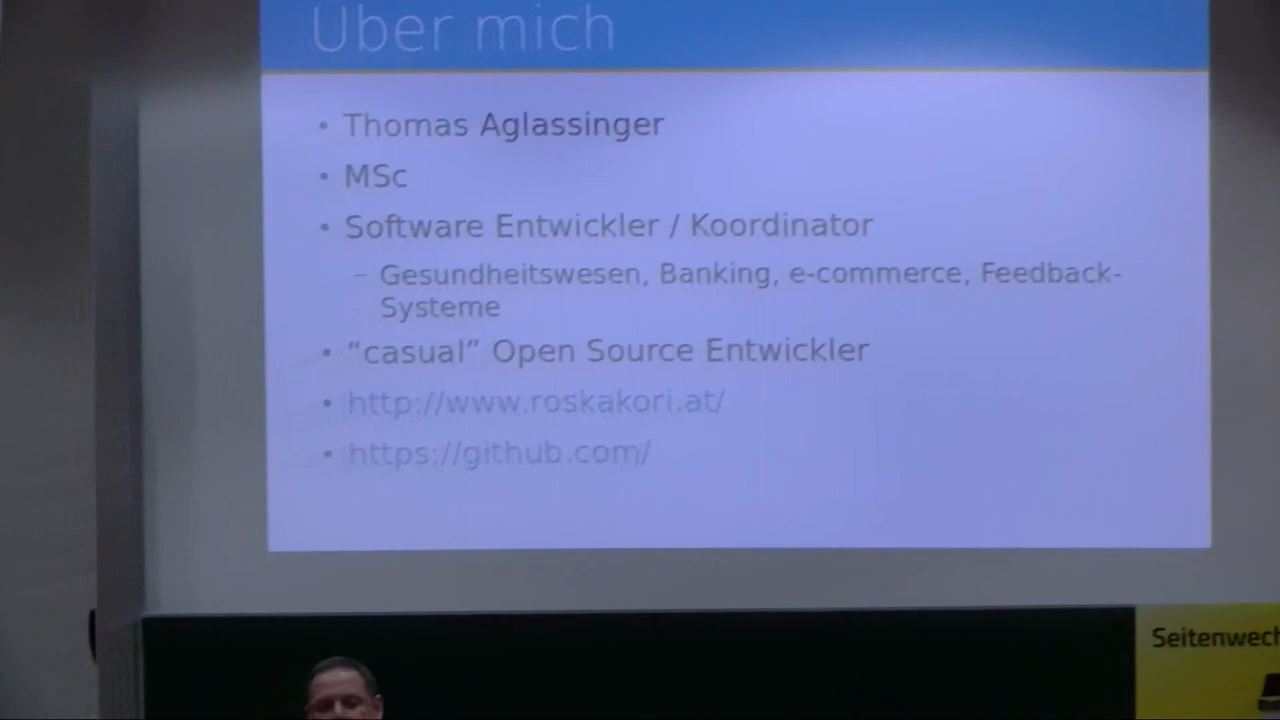 Über mich
• Thomas Aglassinger
• MSc
• Software Entwickler / Koordinator
– Gesundheitswesen, Banking, e-commerce, Feedback-
Systeme
• “casual” Open Source Entwickler
• http://www.roskakori.at/
• https://github.com/
Seitenwech